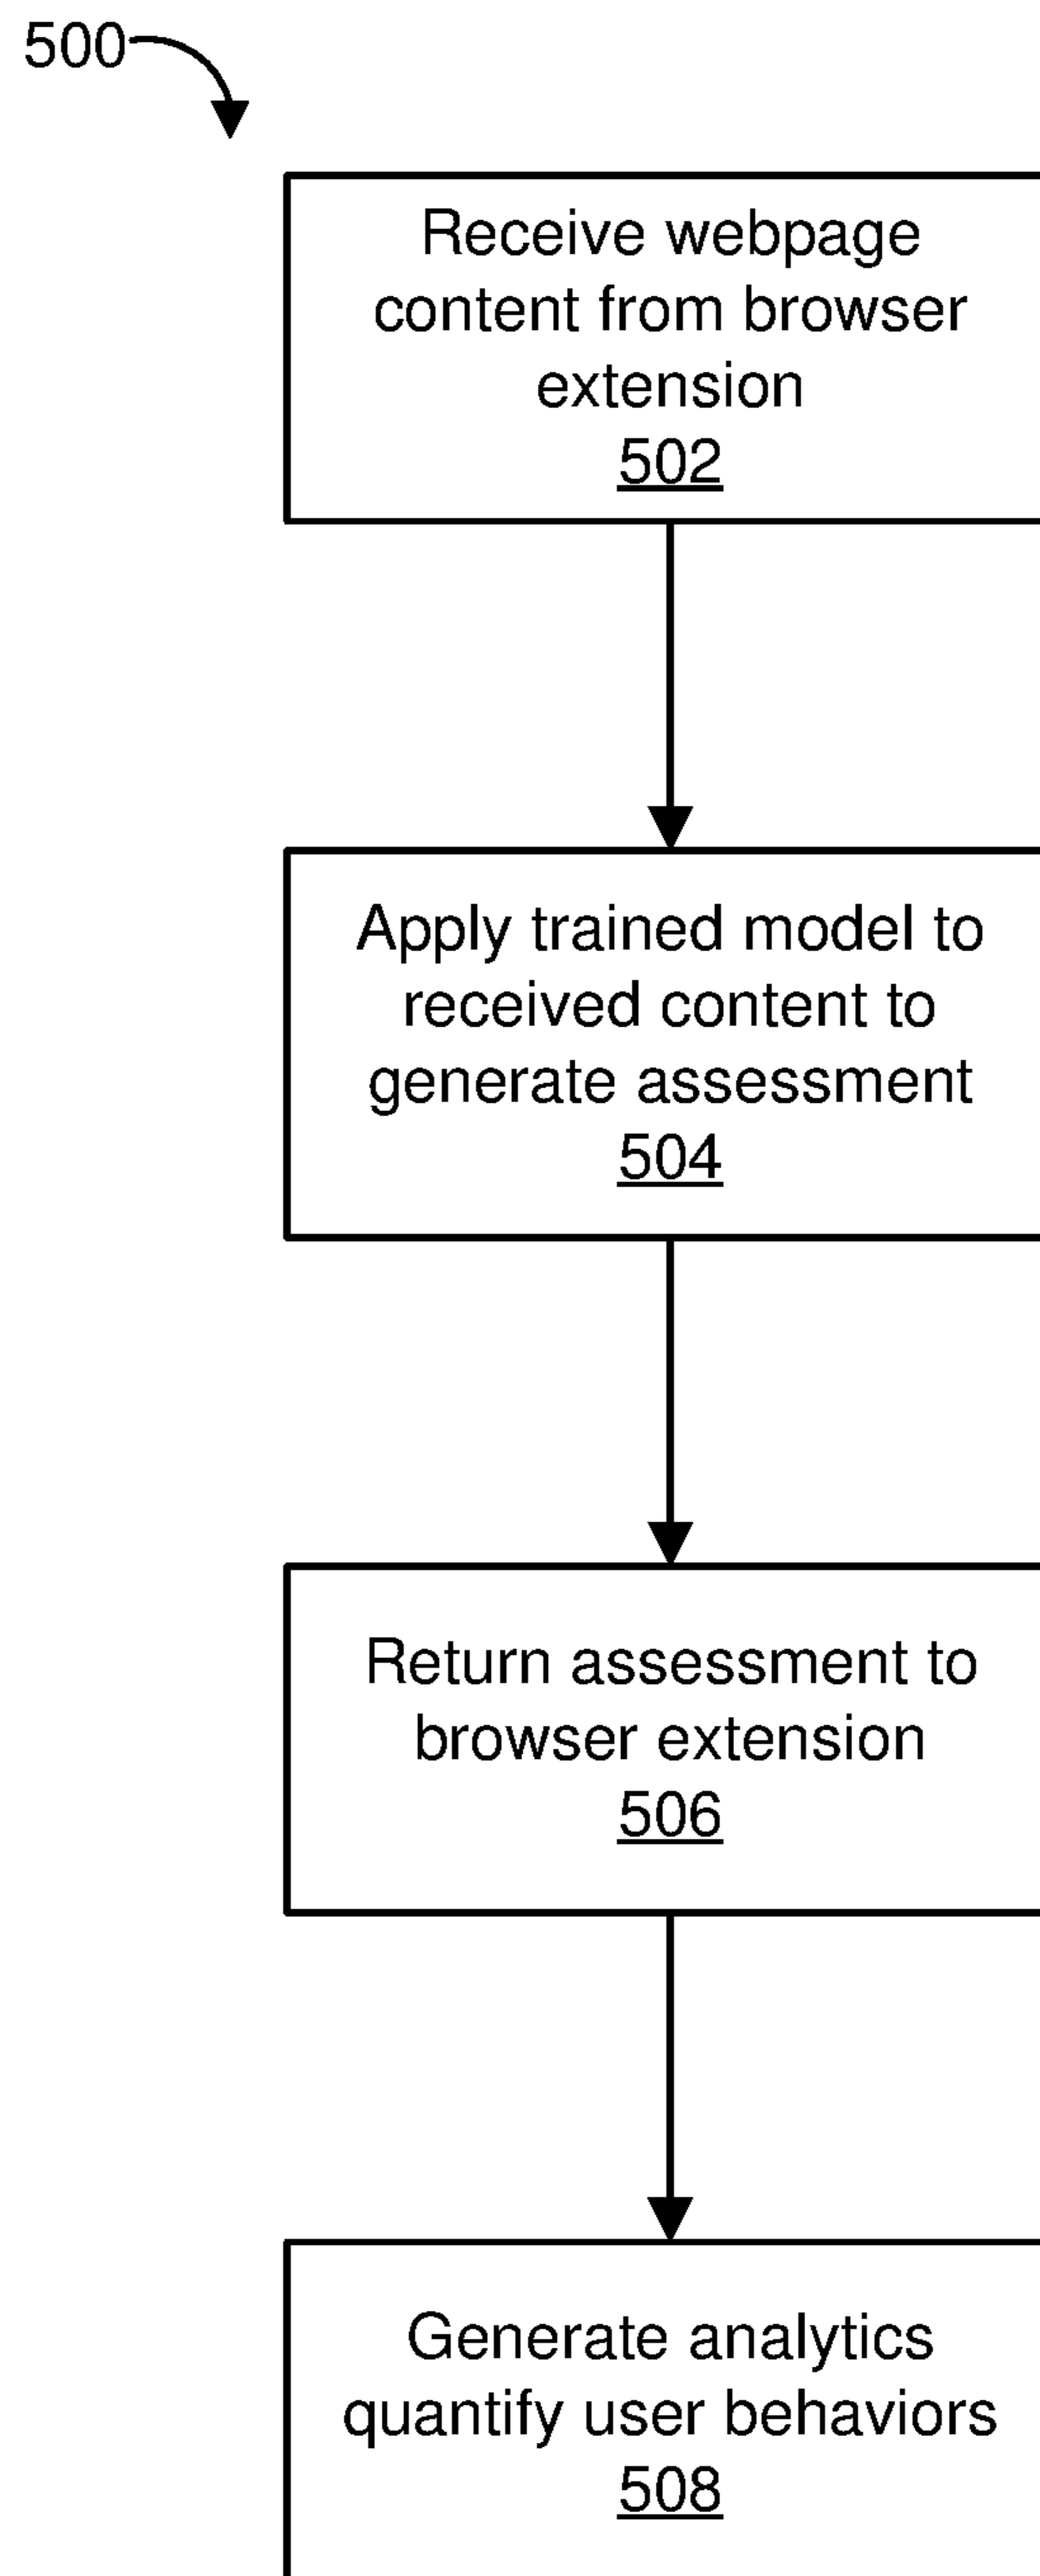 500
Receive webpage
content from browser
extension
502
Apply trained model to
received content to
generate assessment
504
Return assessment to
browser extension
506
Generate analytics
quantify user behaviors
508